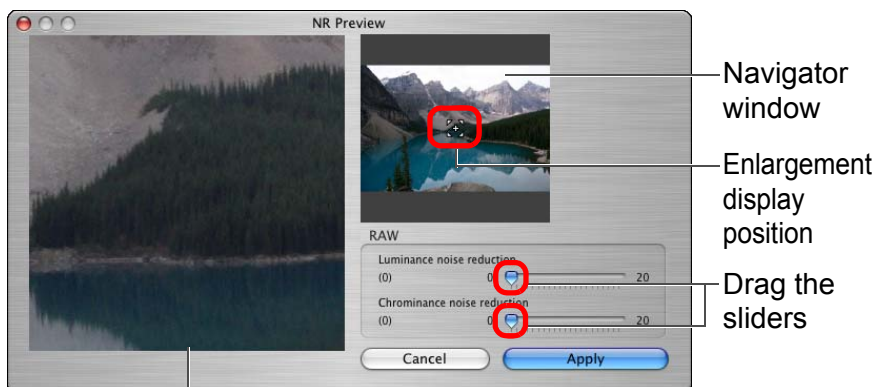 NR Preview
Navigator
window
Enlargement
display
position
RAW
Luminance noise reduction
(0) 0 20
Chrominance noise reduction
(0) 0 20
Drag the
sliders
Cancel Apply